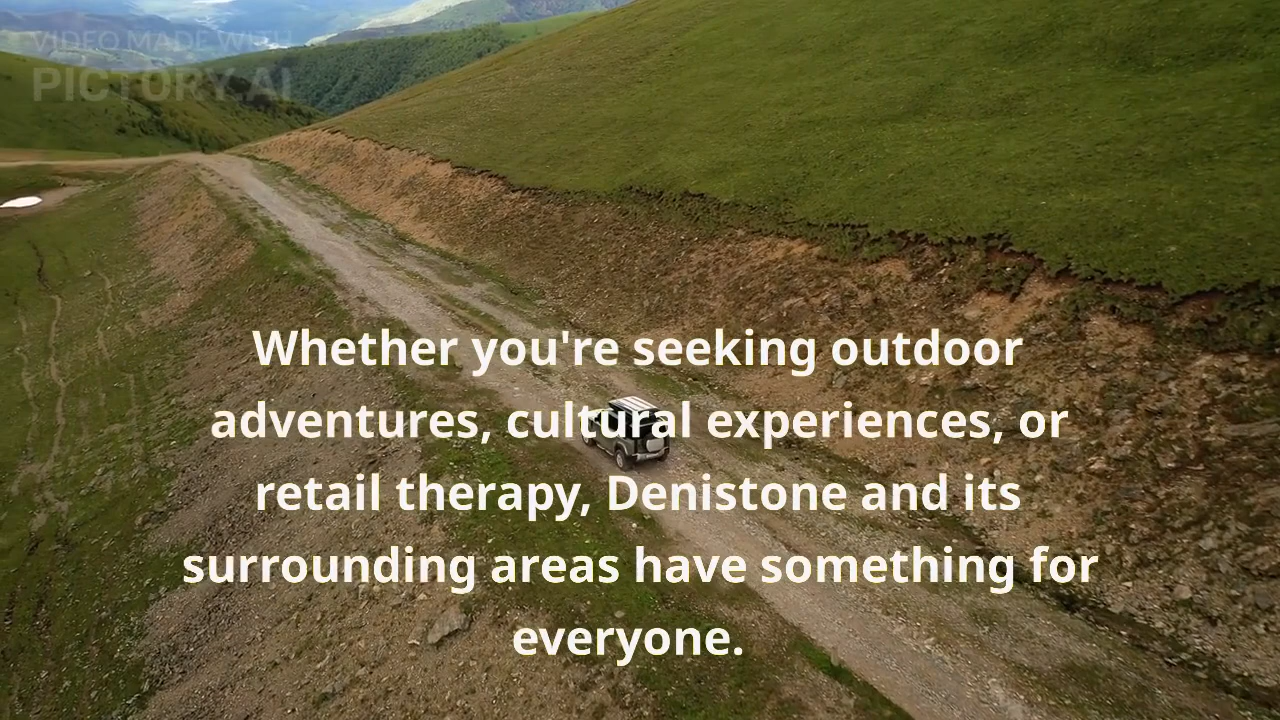 VIDEO MADE WITH
PICTORY.AI
Whether you're seeking outdoor
adventures, cultural experiences, or
retail therapy, Denistone and its
surrounding areas have something for
everyone.